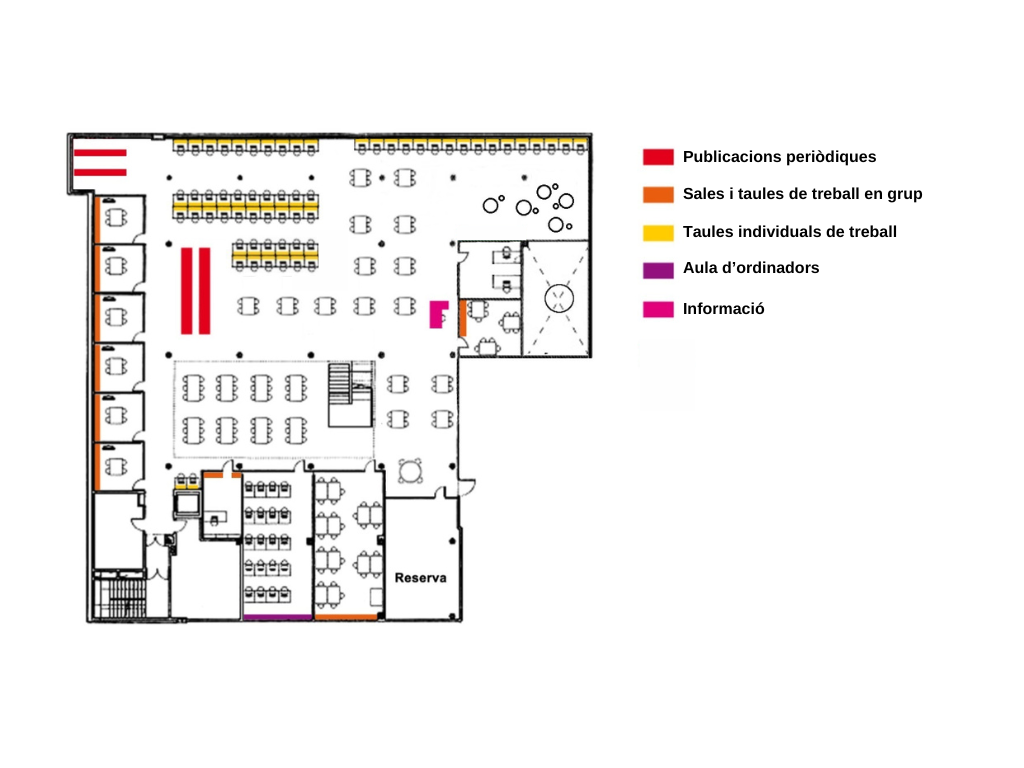 Publicacions periòdiques
Sales i taules de treball en grup
Taules individuals de treball
Aula d’ordinadors
Informació
Reserva